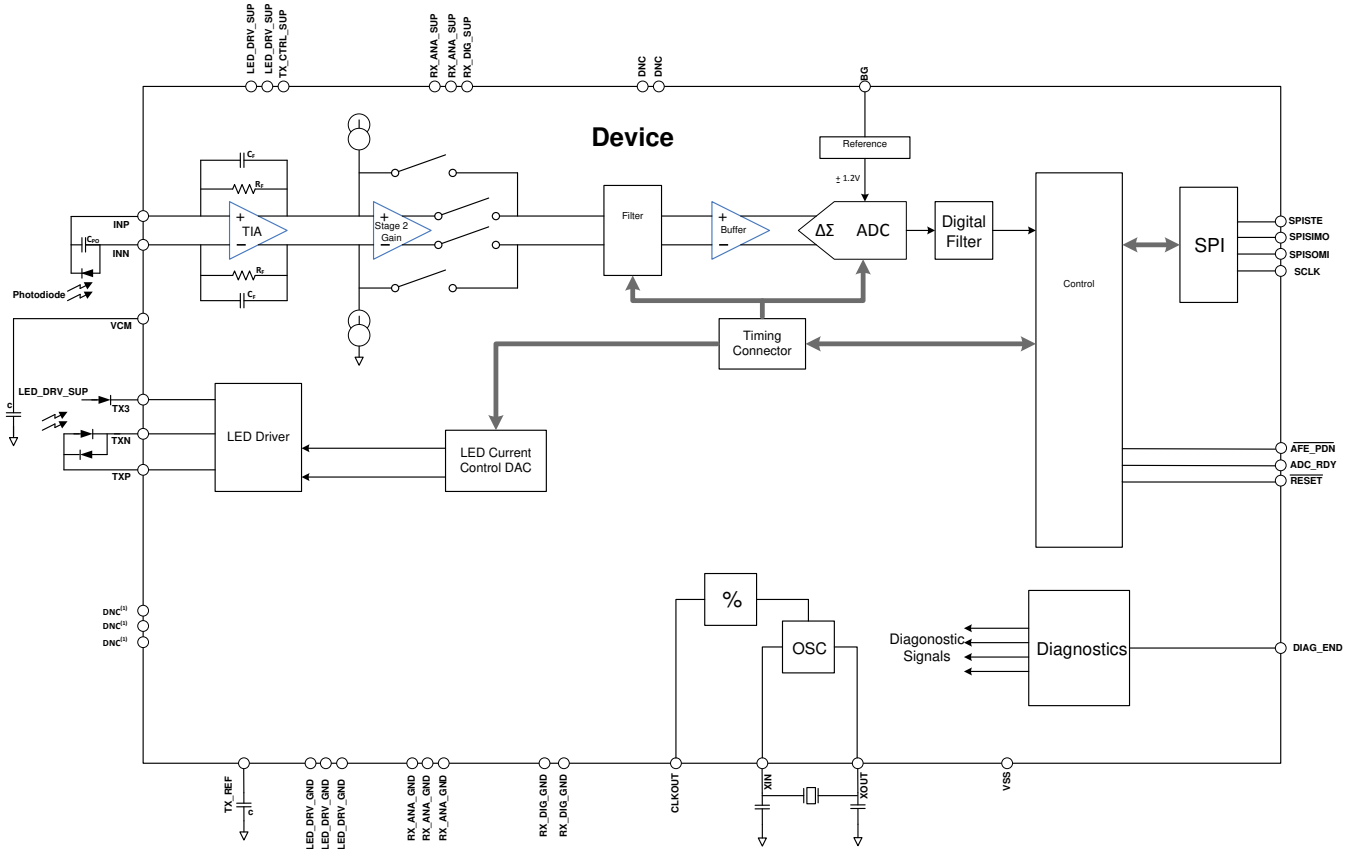 LED_DRV_SUP
LED_DRV_SUP
TX_CTRL_SUP
RX_ANA_SUP
RX_ANA_SUP
RX_DIG_SUP
DNC
DNC
BG
Device
Reference
± 1.2V
CF
RF
INP
+
−
TIA
+
−
Stage 2
Gain
Filter
+
−
Buffer
ΔΣ ADC
Digital
Filter
Control
SPI
SPISTE
SPISIMO
SPISOMI
SCLK
CPD
INN
RF
CF
Photodiode
VCM
Timing
Connector
LED_DRV_SUP
C
TX3
TXN
TXP
LED Driver
LED Current
Control DAC
AFE_PDN
ADC_RDY
RESET
DNC(1)
DNC(1)
DNC(1)
%
OSC
Diagonostic
Signals
Diagnostics
DIAG_END
TX_REF
C
LED_DRV_GND
LED_DRV_GND
LED_DRV_GND
RX_ANA_GND
RX_ANA_GND
RX_ANA_GND
RX_DIG_GND
RX_DIG_GND
CLKOUT
XIN
XOUT
VSS